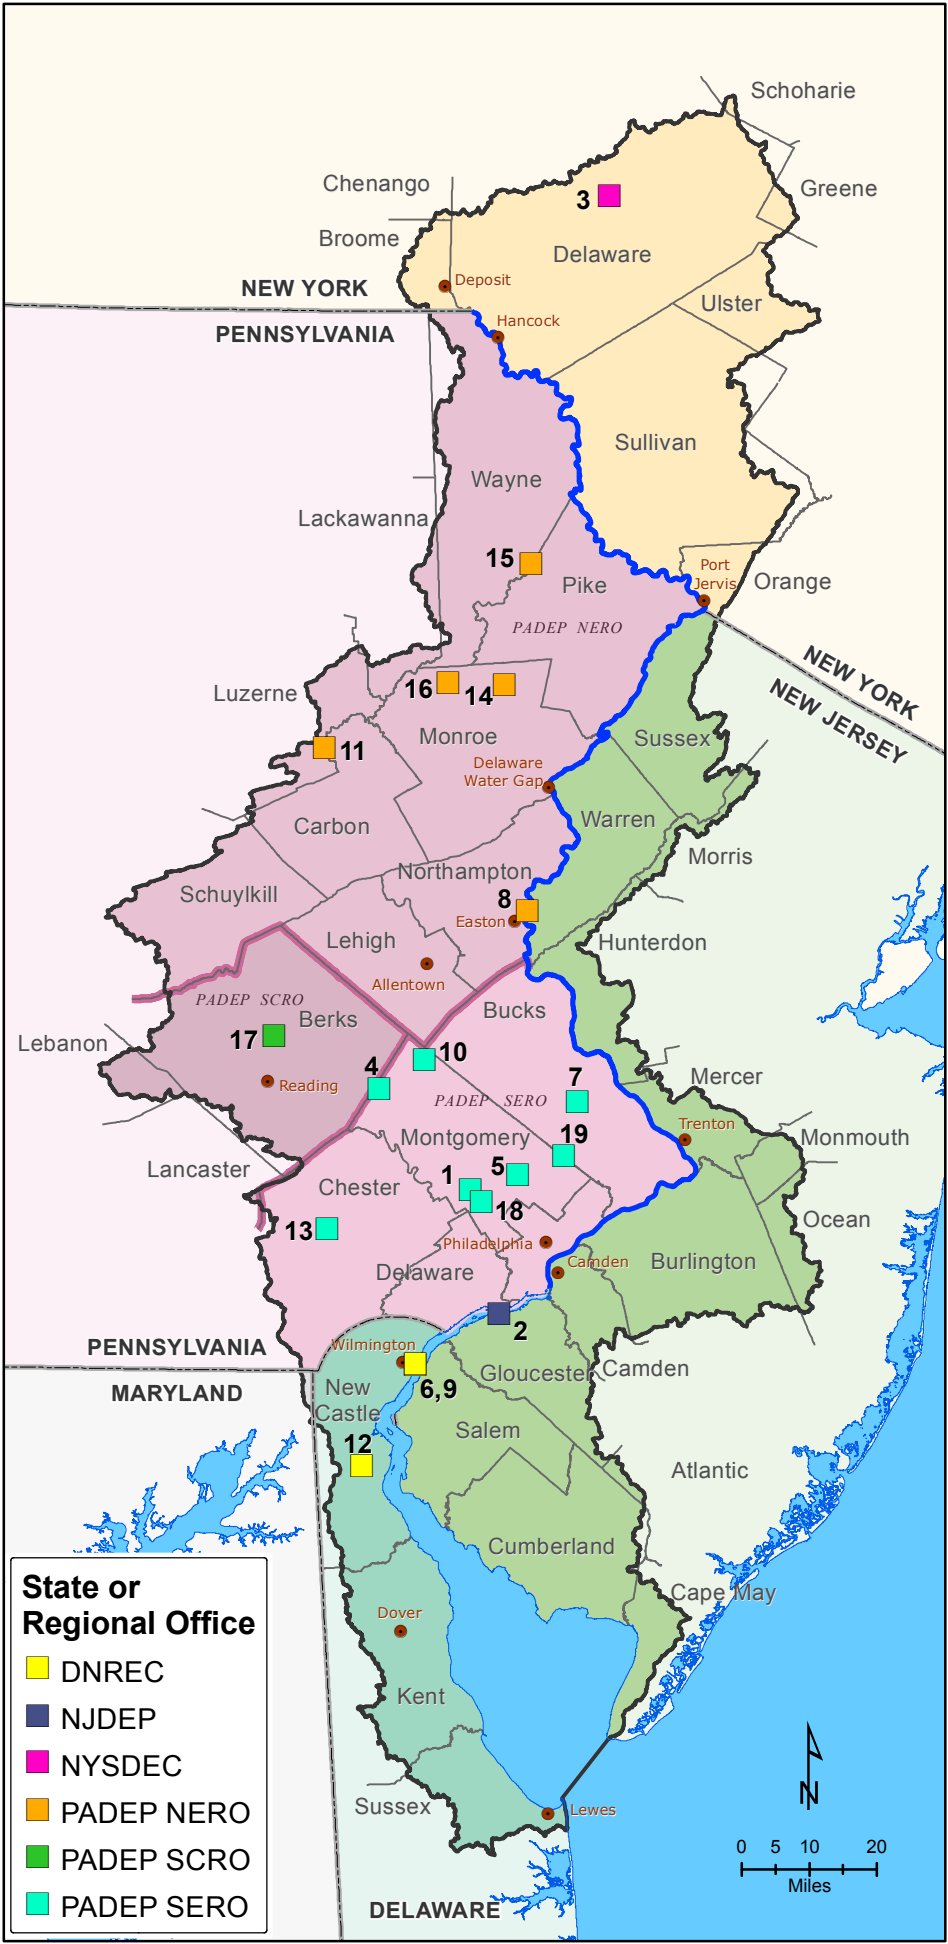 Schoharie
Chenango
Greene
3
Broome
Delaware
Deposit
NEW YORK
Ulster
Hancock
PENNSYLVANIA
Sullivan
Wayne
Lackawanna
15
Port
Jervis
Pike
Orange
PADEP NERO
NEW YORK
NEW JERSEY
Luzerne
16
14
11
Monroe
Sussex
Delaware
Water Gap
Carbon
Warren
Morris
Northampton
Schuylkill
8
Easton
Lehigh
Hunterdon
Allentown
PADEP SCRO
Berks
Bucks
17
Lebanon
10
4
Reading
7
Mercer
PADEP SERO
Trenton
19
Montgomery
Monmouth
Lancaster
5
1
Chester
18
Ocean
13
Philadelphia
Camden
Burlington
Delaware
2
PENNSYLVANIA
Wilmington
Gloucester
Camden
MARYLAND
New
Castle
6,9
Salem
12
Atlantic
Cumberland
Cape May
State or
Regional Office
Dover
DNREC
Kent
NJDEP
NYSDEC
Sussex
Lewes
PADEP NERO
0 5 10 20
Miles
N
PADEP SCRO
PADEP SERO
DELAWARE